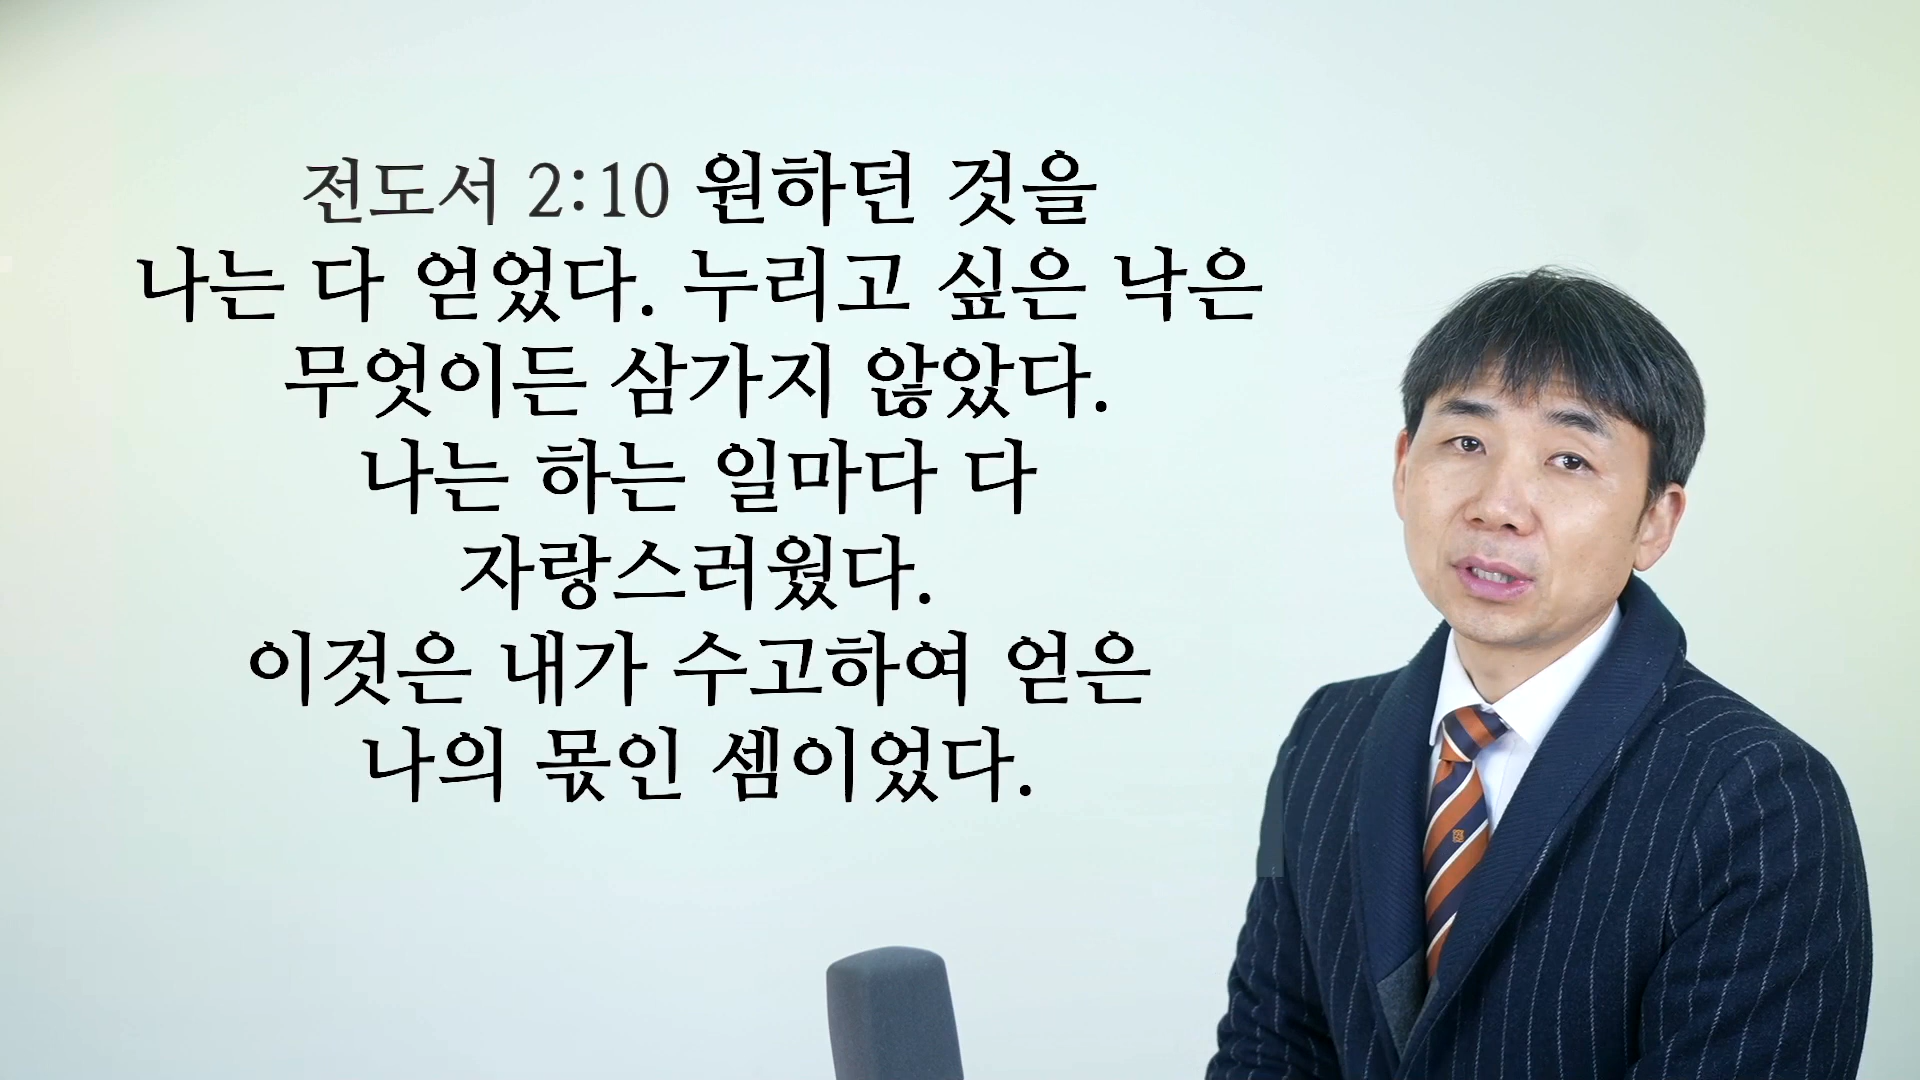 전도서 2:10 원하던 것을
나는 다 얻었다. 누리고 싶은 낙은
무엇이든 삼가지 않았다.
나는 하는 일마다 다
자랑스러웠다.
이것은 내가 수고하여 얻은
나의 몫인 셈이었다.